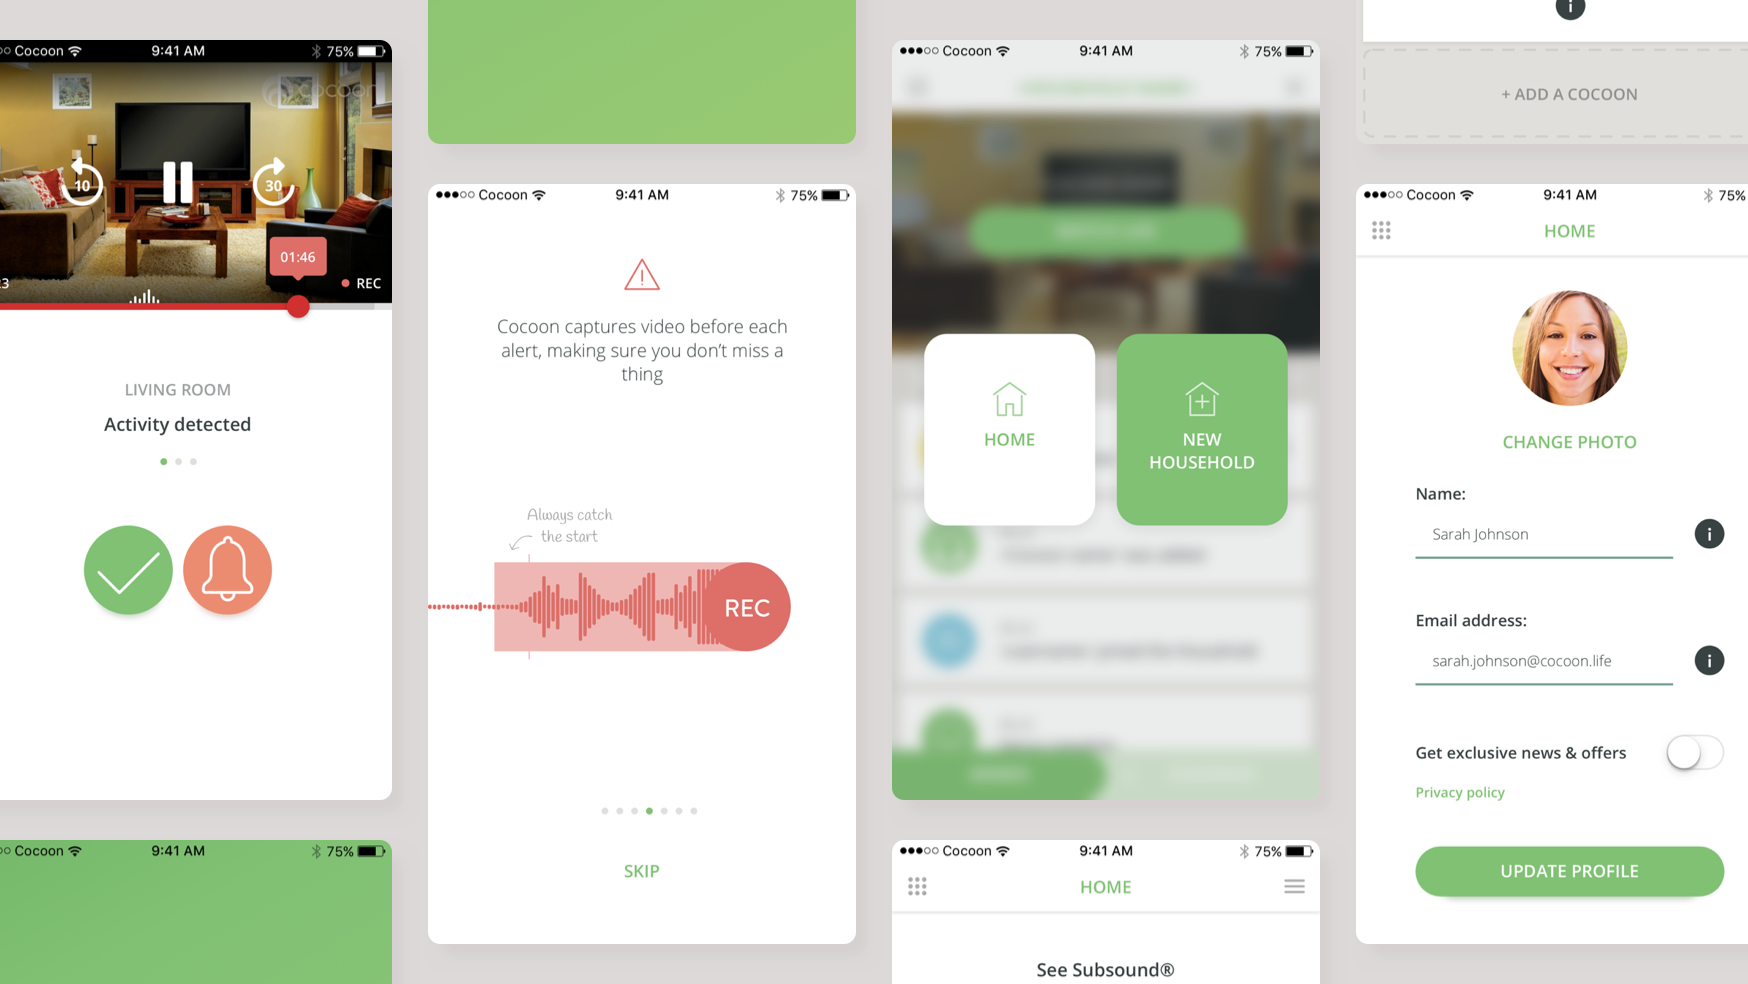 Cocoon
9:41 AM
75%
cocoon
10
30
01:46
REC
LIVING ROOM
Activity detected
Cocoon
9:41 AM
75%
Cocoon
9:41 AM
75%
Cocoon captures video before each
alert, making sure you don’t miss a
thing
Always catch
the start
REC
SKIP
Cocoon
9:41 AM
75%
HOME
NEW
HOUSEHOLD
Cocoon
9:41 AM
75%
HOME
See Subsound®
+ ADD A COCOON
Cocoon
9:41 AM
75%
HOME
CHANGE PHOTO
Name:
Sarah Johnson
Email address:
sarah.johnson@cocoon.life
Get exclusive news & offers
Privacy policy
UPDATE PROFILE